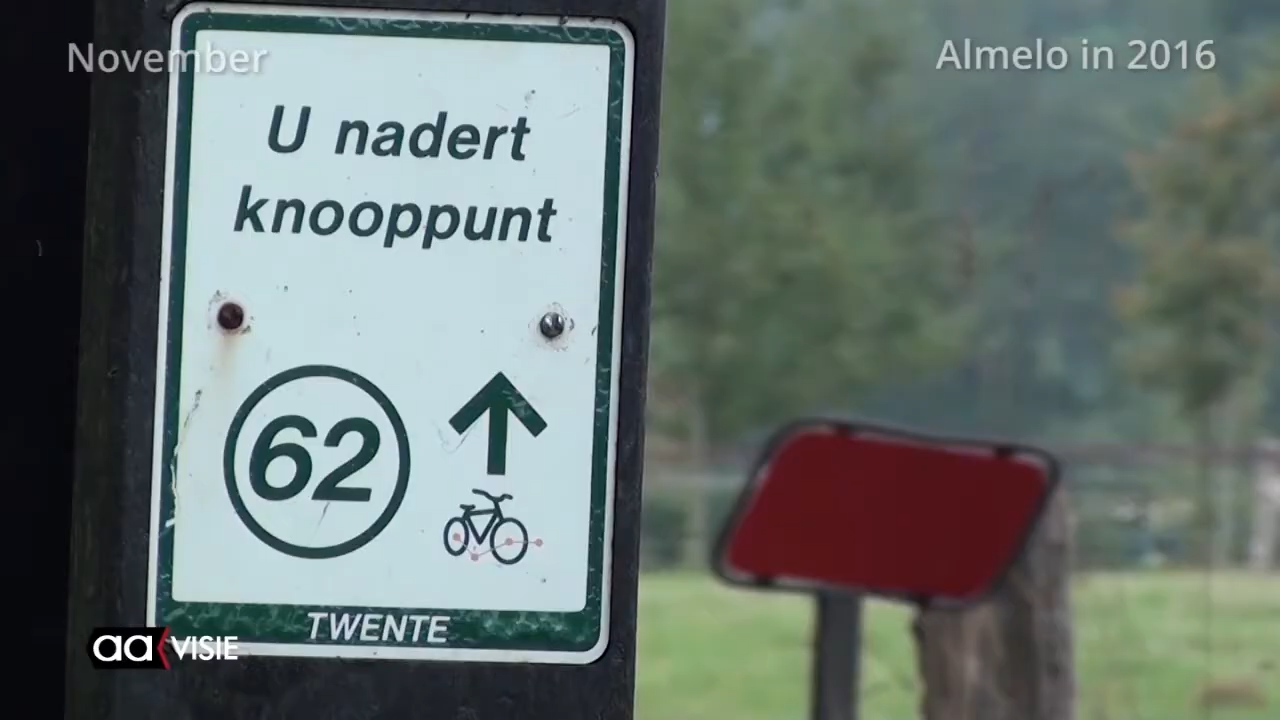 November
Almelo in 2016
U nadert
knooppunt
62
TWENTE
aa VISIE